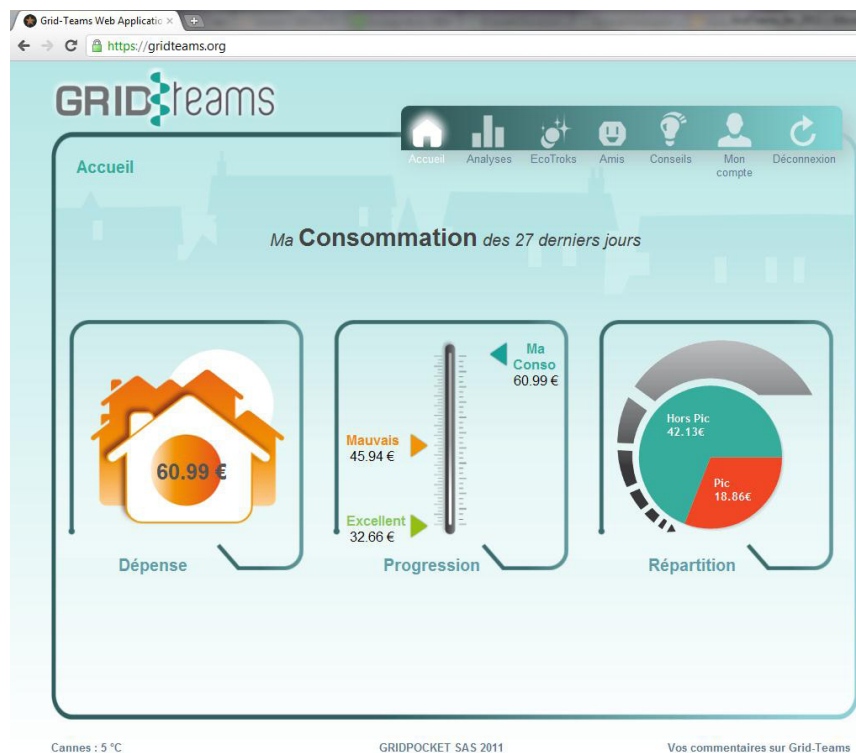 Grid-Teams Web Applicatio
https://gridteams.org
GRID teams
Accueil
Analyses
EcoTroks
Amis
Conseils
Mon
compte
Déconnexion
Accueil
Ma Consommation des 27 derniers jours
60.99 €
Dépense
Ma
Conso
60.99 €
Mauvais
45.94 €
Excellent
32.66 €
Progression
Hors Pic
42.13€
Pic
18.86€
Répartition
Cannes : 5 °C
GRIDPOCKET SAS 2011
Vos commentaires sur Grid-Teams